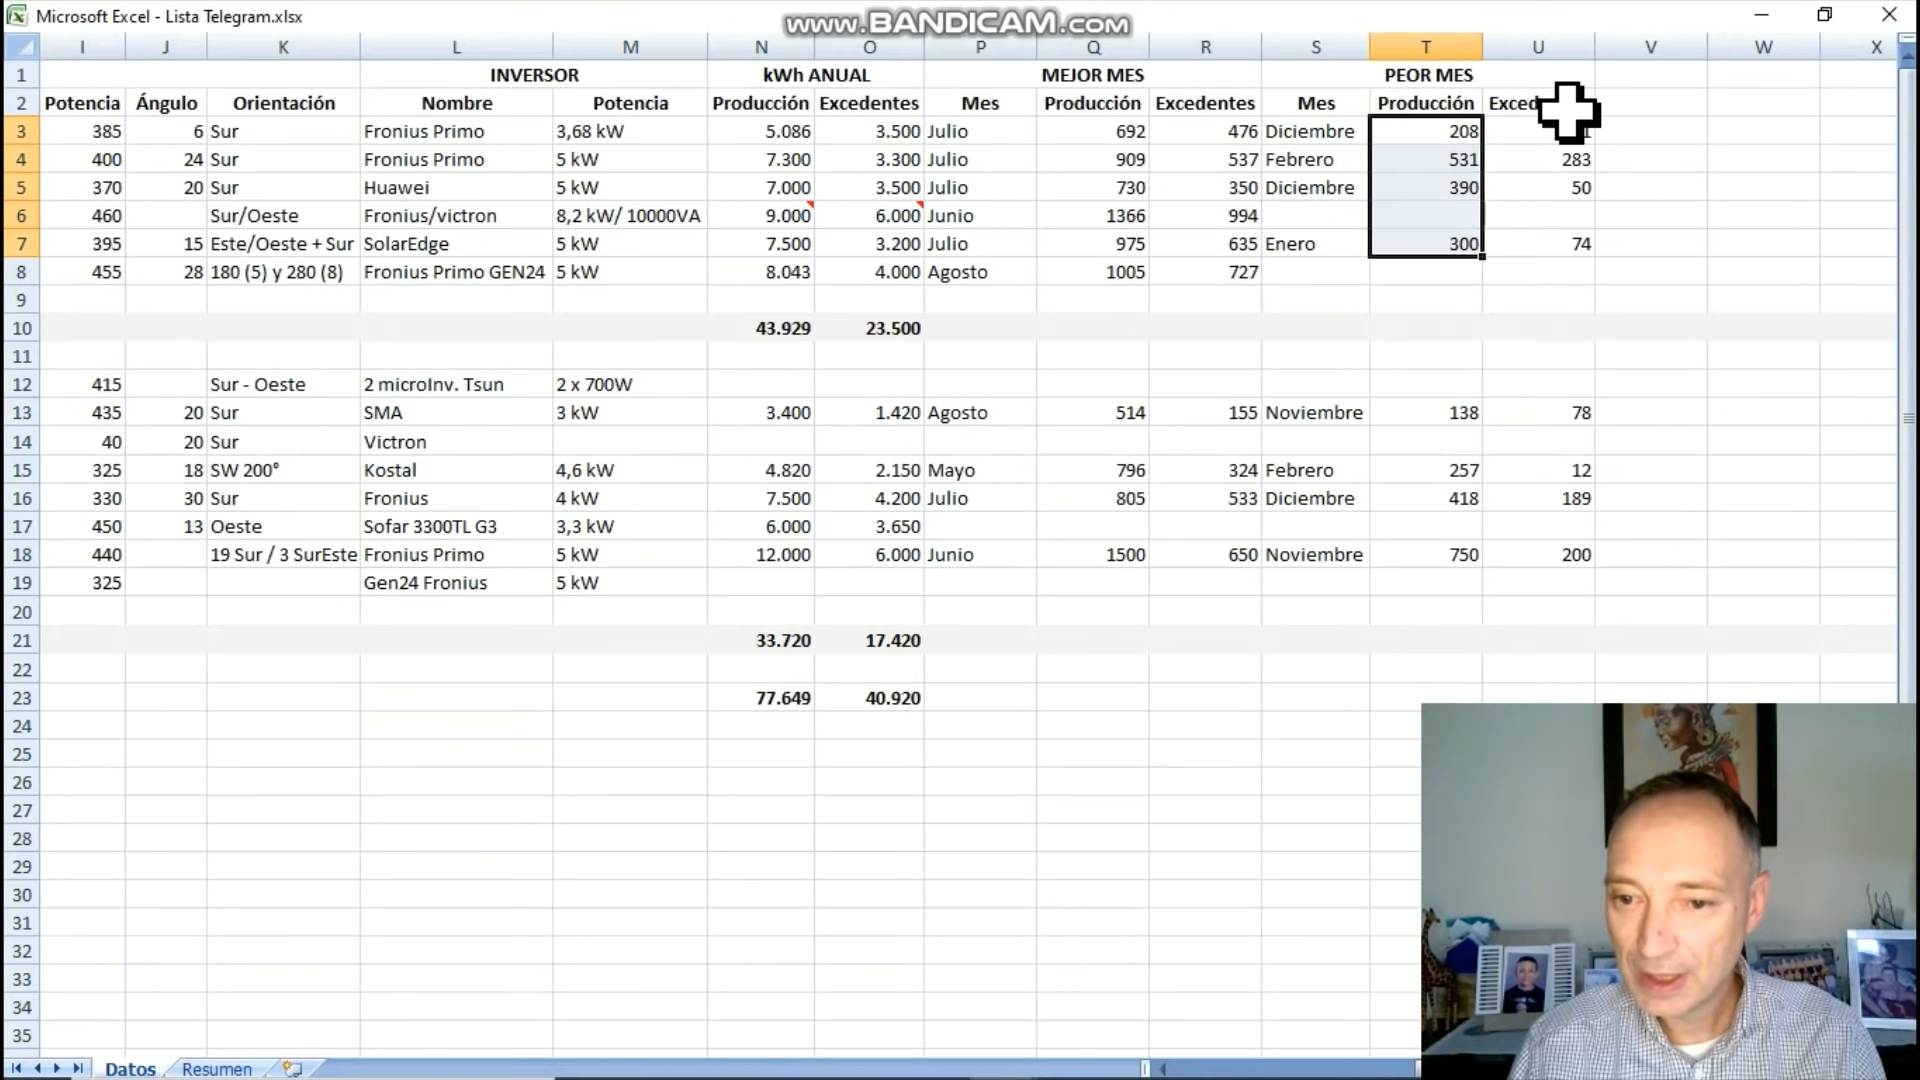 Microsoft Excel - Lista Telegram.xlsx
www.BANDICAM.com
I J K L M N O P Q R S T U V W X
1 INVERSOR kWh ANUAL MEJOR MES PEOR MES
2 Potencia Ángulo Orientación Nombre Potencia Producción Excedentes Mes Producción Excedentes Mes Producción
3 385 6 Sur Fronius Primo 3,68 kW 5.086 3.500 Julio 692 476 Diciembre 208
4 400 24 Sur Fronius Primo 5 kW 7.300 3.300 Julio 909 537 Febrero 531 283
5 370 20 Sur Huawei 5 kW 7.000 3.500 Julio 730 350 Diciembre 390 50
6 460 Sur/Oeste Fronius/victron 8,2 kW/ 10000VA 9.000 6.000 Junio 1366 994
7 395 15 Este/Oeste + Sur SolarEdge 5 kW 7.500 3.200 Julio 975 635 Enero 300 74
8 455 28 180 (5) y 280 (8) Fronius Primo GEN24 5 kW 8.043 4.000 Agosto 1005 727
9
10 43.929 23.500
11
12 415 Sur - Oeste 2 microInv. Tsun 2 x 700W
13 435 20 Sur SMA 3 kW 3.400 1.420 Agosto 514 155 Noviembre 138 78
14 40 20 Sur Victron
15 325 18 SW 200° Kostal 4,6 kW 4.820 2.150 Mayo 796 324 Febrero 257 12
16 330 30 Sur Fronius 4 kW 7.500 4.200 Julio 805 533 Diciembre 418 189
17 450 13 Oeste Sofar 3300TL G3 3,3 kW 6.000 3.650
18 440 19 Sur / 3 SurEste Fronius Primo 5 kW 12.000 6.000 Junio 1500 650 Noviembre 750 200
19 325 Gen24 Fronius 5 kW
20
21 33.720 17.420
22
23 77.649 40.920
24
25
26
27
28
29
30
31
32
33
34
35
Datos Resumen